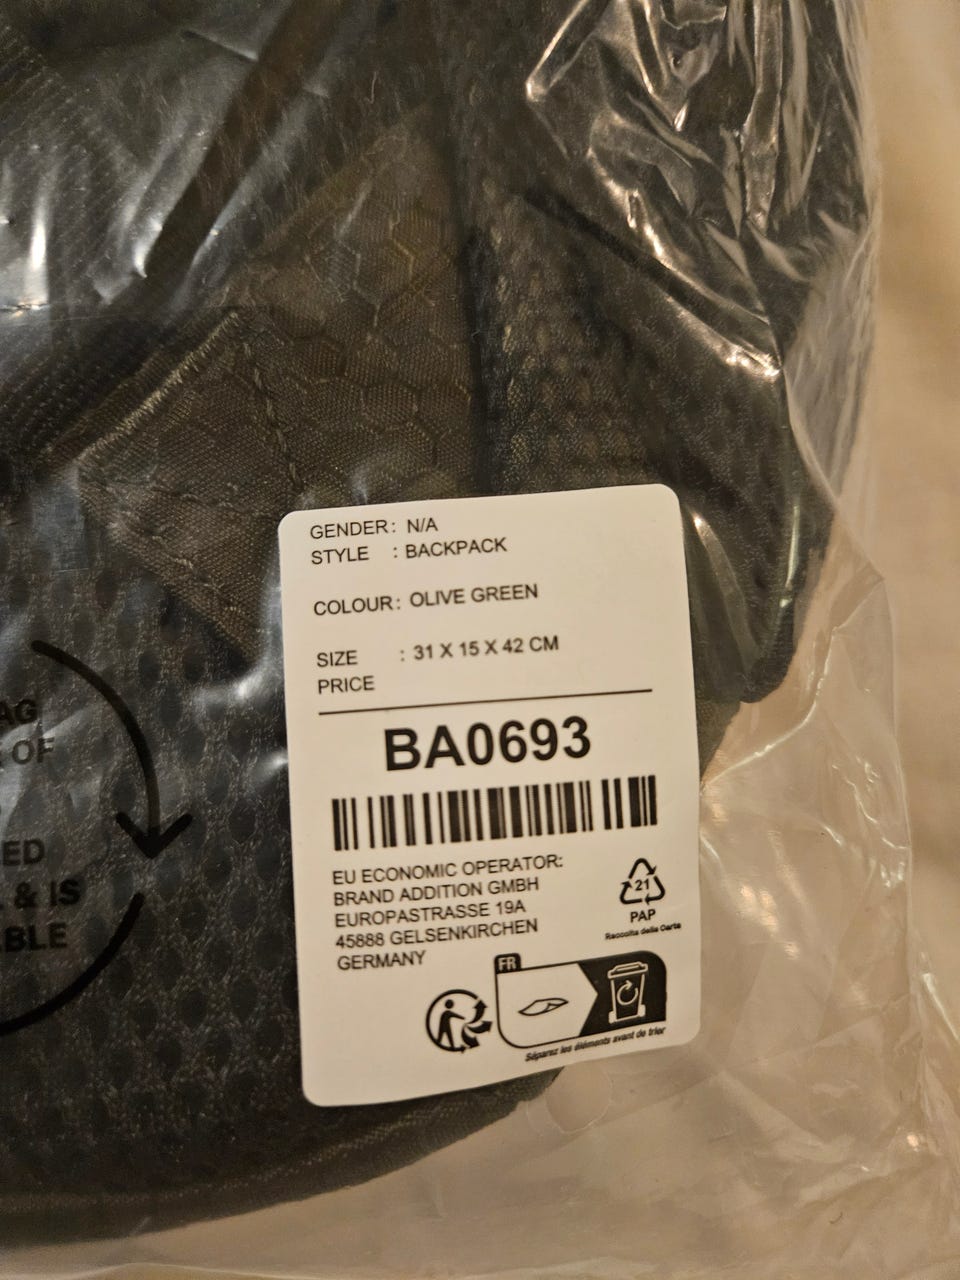 GENDER: N/A
STYLE : BACKPACK
COLOUR: OLIVE GREEN
SIZE : 31 X 15 X 42 CM
PRICE
BA0693
EU ECONOMIC OPERATOR:
BRAND ADDITION GMBH
EUROPASTRASSE 19A
45888 GELSENKIRCHEN
GERMANY
21
PAP
Raccolta della Carta
FR
Séparez les éléments avant de trier
AG
OF
ED
& IS
ABLE